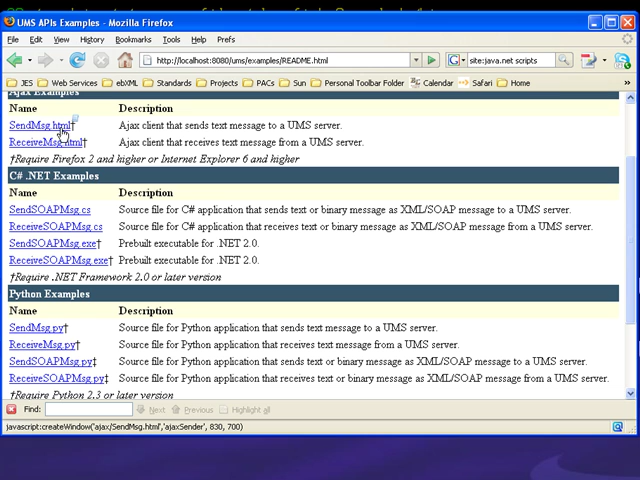 UMS APIs Examples - Mozilla Firefox
File Edit View History Bookmarks Tools Help Prefs
http://localhost:8080/ums/examples/README.html
site:java.net scripts
JES Web Services ebXML Standards Projects PACs Sun Personal Toolbar Folder Calendar Safari Home
Ajax Examples
Name Description
SendMsg.html† Ajax client that sends text message to a UMS server.
ReceiveMsg.html† Ajax client that receives text message from a UMS server.
†Require Firefox 2 and higher or Internet Explorer 6 and higher
C# .NET Examples
Name Description
SendSOAPMsg.cs Source file for C# application that sends text or binary message as XML/SOAP message to a UMS server.
ReceiveSOAPMsg.cs Source file for C# application that receives text or binary message as XML/SOAP message from a UMS server.
SendSOAPMsg.exe† Prebuilt executable for .NET 2.0.
ReceiveSOAPMsg.exe† Prebuilt executable for .NET 2.0.
†Require .NET Framework 2.0 or later version
Python Examples
Name Description
SendMsg.py† Source file for Python application that sends text message to a UMS server.
ReceiveMsg.py† Source file for Python application that receives text message from a UMS server.
SendSOAPMsg.py‡ Source file for Python application that sends text or binary message as XML/SOAP message to a UMS server.
ReceiveSOAPMsg.py‡ Source file for Python application that receives text or binary message as XML/SOAP message from a UMS server.
†Require Python 2.3 or later version
Find: Next Previous Highlight all
javascript:createWindow('ajax/SendMsg.html','ajaxSender', 830, 700)